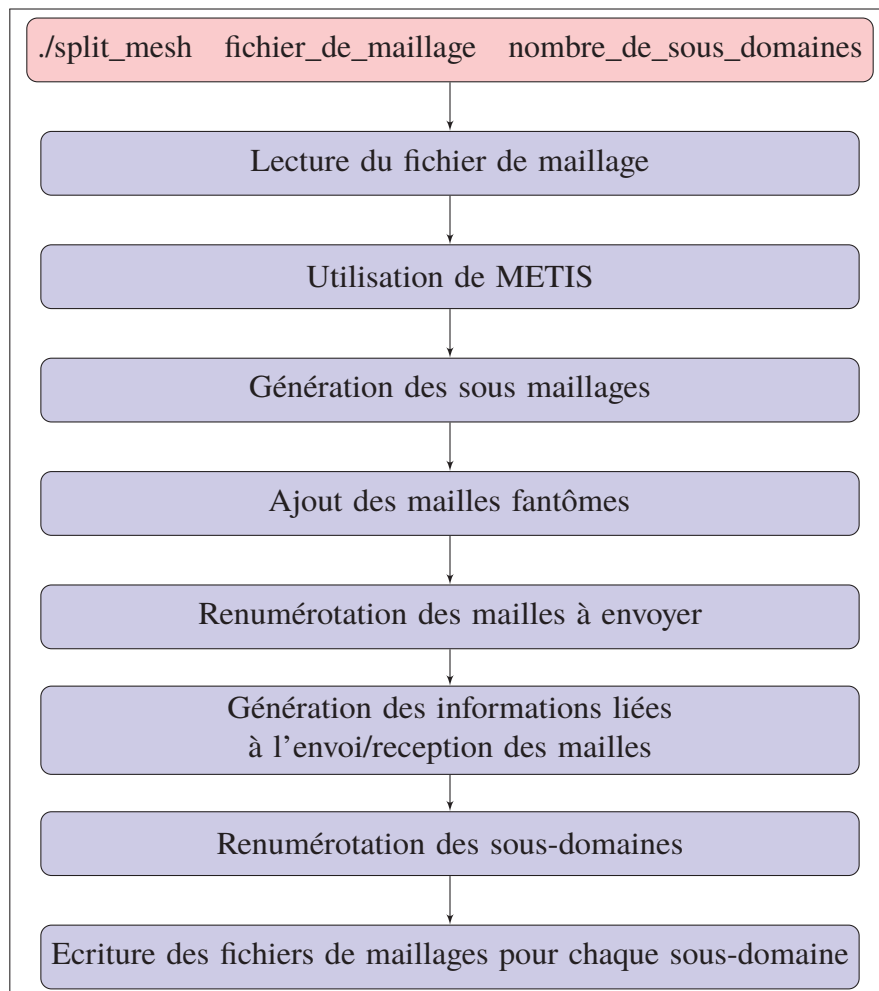 ./split_mesh fichier_de_maillage nombre_de_sous_domaines
Lecture du fichier de maillage
Utilisation de METIS
Génération des sous maillages
Ajout des mailles fantômes
Renumérotation des mailles à envoyer
Génération des informations liées
à l'envoi/reception des mailles
Renumérotation des sous-domaines
Ecriture des fichiers de maillages pour chaque sous-domaine